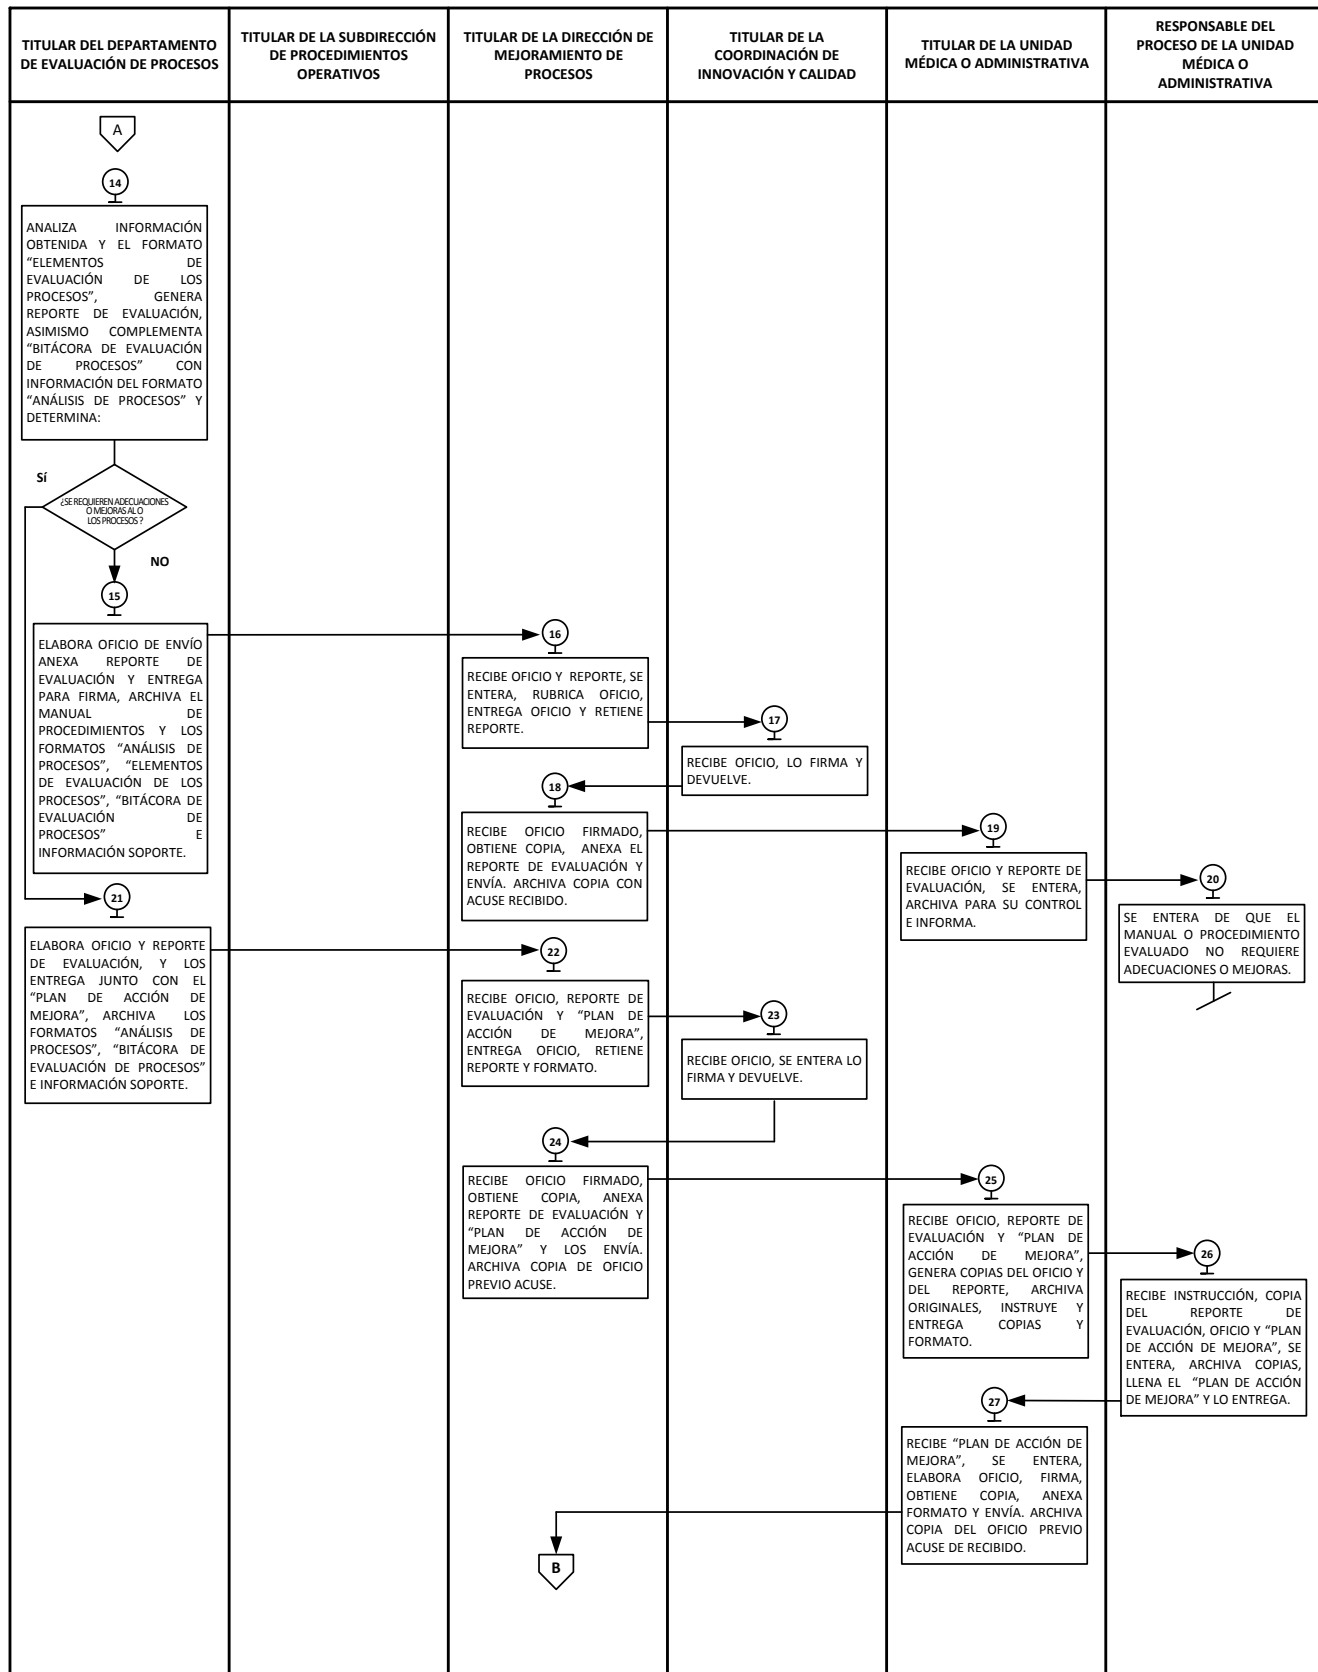 TITULAR DEL DEPARTAMENTO
DE EVALUACIÓN DE PROCESOS
TITULAR DE LA SUBDIRECCIÓN
DE PROCEDIMIENTOS
OPERATIVOS
TITULAR DE LA DIRECCIÓN DE
MEJORAMIENTO DE
PROCESOS
TITULAR DE LA
COORDINACIÓN DE
INNOVACIÓN Y CALIDAD
TITULAR DE LA UNIDAD
MÉDICA O ADMINISTRATIVA
RESPONSABLE DEL
PROCESO DE LA UNIDAD
MÉDICA O
ADMINISTRATIVA
A
14
ANALIZA INFORMACIÓN
OBTENIDA Y EL FORMATO
“ELEMENTOS DE
EVALUACIÓN DE LOS
PROCESOS”, GENERA
REPORTE DE EVALUACIÓN,
ASIMISMO COMPLEMENTA
“BITÁCORA DE EVALUACIÓN
DE PROCESOS” CON
INFORMACIÓN DEL FORMATO
“ANÁLISIS DE PROCESOS” Y
DETERMINA:
Sí
¿SE REQUIEREN ADECUACIONES
O MEJORAS AL O
LOS PROCESOS ?
NO
15
ELABORA OFICIO DE ENVÍO
ANEXA REPORTE DE
EVALUACIÓN Y ENTREGA
PARA FIRMA, ARCHIVA EL
MANUAL DE
PROCEDIMIENTOS Y LOS
FORMATOS “ANÁLISIS DE
PROCESOS”, “ELEMENTOS
DE EVALUACIÓN DE LOS
PROCESOS”, “BITÁCORA DE
EVALUACIÓN DE
PROCESOS” E
INFORMACIÓN SOPORTE.
16
RECIBE OFICIO Y REPORTE, SE
ENTERA, RUBRICA OFICIO,
ENTREGA OFICIO Y RETIENE
REPORTE.
17
RECIBE OFICIO, LO FIRMA Y
DEVUELVE.
18
RECIBE OFICIO FIRMADO,
OBTIENE COPIA, ANEXA EL
REPORTE DE EVALUACIÓN Y
ENVÍA. ARCHIVA COPIA CON
ACUSE RECIBIDO.
19
RECIBE OFICIO Y REPORTE DE
EVALUACIÓN, SE ENTERA,
ARCHIVA PARA SU CONTROL
E INFORMA.
20
SE ENTERA DE QUE EL
MANUAL O PROCEDIMIENTO
EVALUADO NO REQUIERE
ADECUACIONES O MEJORAS.
21
ELABORA OFICIO Y REPORTE
DE EVALUACIÓN, Y LOS
ENTREGA JUNTO CON EL
“PLAN DE ACCIÓN DE
MEJORA”, ARCHIVA LOS
FORMATOS “ANÁLISIS DE
PROCESOS”, “BITÁCORA DE
EVALUACIÓN DE PROCESOS”
E INFORMACIÓN SOPORTE.
22
RECIBE OFICIO, REPORTE DE
EVALUACIÓN Y “PLAN DE
ACCIÓN DE MEJORA”,
ENTREGA OFICIO, RETIENE
REPORTE Y FORMATO.
23
RECIBE OFICIO, SE ENTERA LO
FIRMA Y DEVUELVE.
24
RECIBE OFICIO FIRMADO,
OBTIENE COPIA, ANEXA
REPORTE DE EVALUACIÓN Y
“PLAN DE ACCIÓN DE
MEJORA” Y LOS ENVÍA.
ARCHIVA COPIA DE OFICIO
PREVIO ACUSE.
25
RECIBE OFICIO, REPORTE DE
EVALUACIÓN Y “PLAN DE
ACCIÓN DE MEJORA”,
GENERA COPIAS DEL OFICIO Y
DEL REPORTE, ARCHIVA
ORIGINALES, INSTRUYE Y
ENTREGA COPIAS Y
FORMATO.
26
RECIBE INSTRUCCIÓN, COPIA
DEL REPORTE DE
EVALUACIÓN, OFICIO Y “PLAN
DE ACCIÓN DE MEJORA”, SE
ENTERA, ARCHIVA COPIAS,
LLENA EL “PLAN DE ACCIÓN
DE MEJORA” Y LO ENTREGA.
27
RECIBE “PLAN DE ACCIÓN DE
MEJORA”, SE ENTERA,
ELABORA OFICIO, FIRMA,
OBTIENE COPIA, ANEXA
FORMATO Y ENVÍA. ARCHIVA
COPIA DEL OFICIO PREVIO
ACUSE DE RECIBIDO.
B